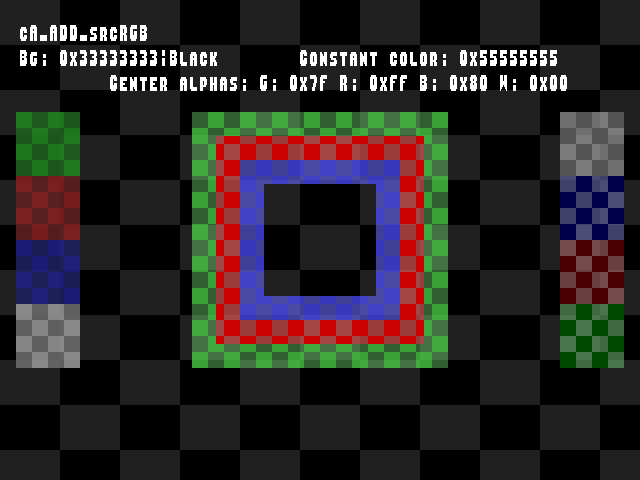 cA_ADD_srcRGB
Bg: 0x33333333;Black Constant color: 0x55555555
Center alphas: G: 0x7f R: 0xff B: 0x80 W: 0x00